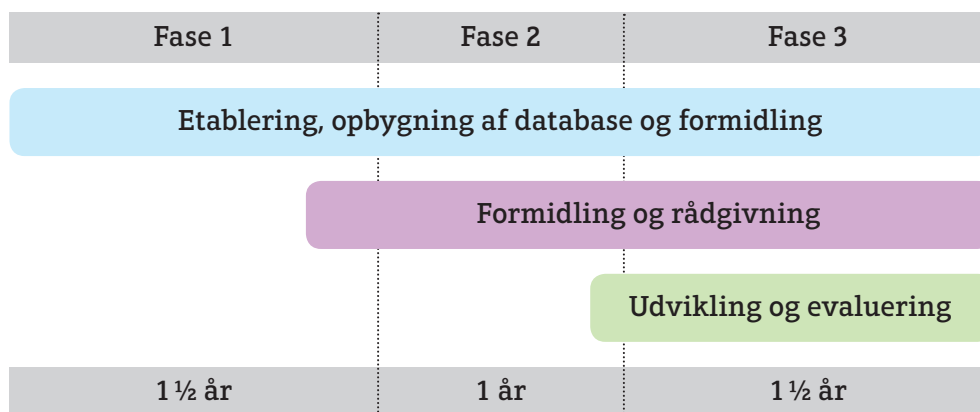 Fase 1
Fase 2
Fase 3
Etablering, opbygning af database og formidling
Formidling og rådgivning
Udvikling og evaluering
1 ½ år
1 år
1 ½ år